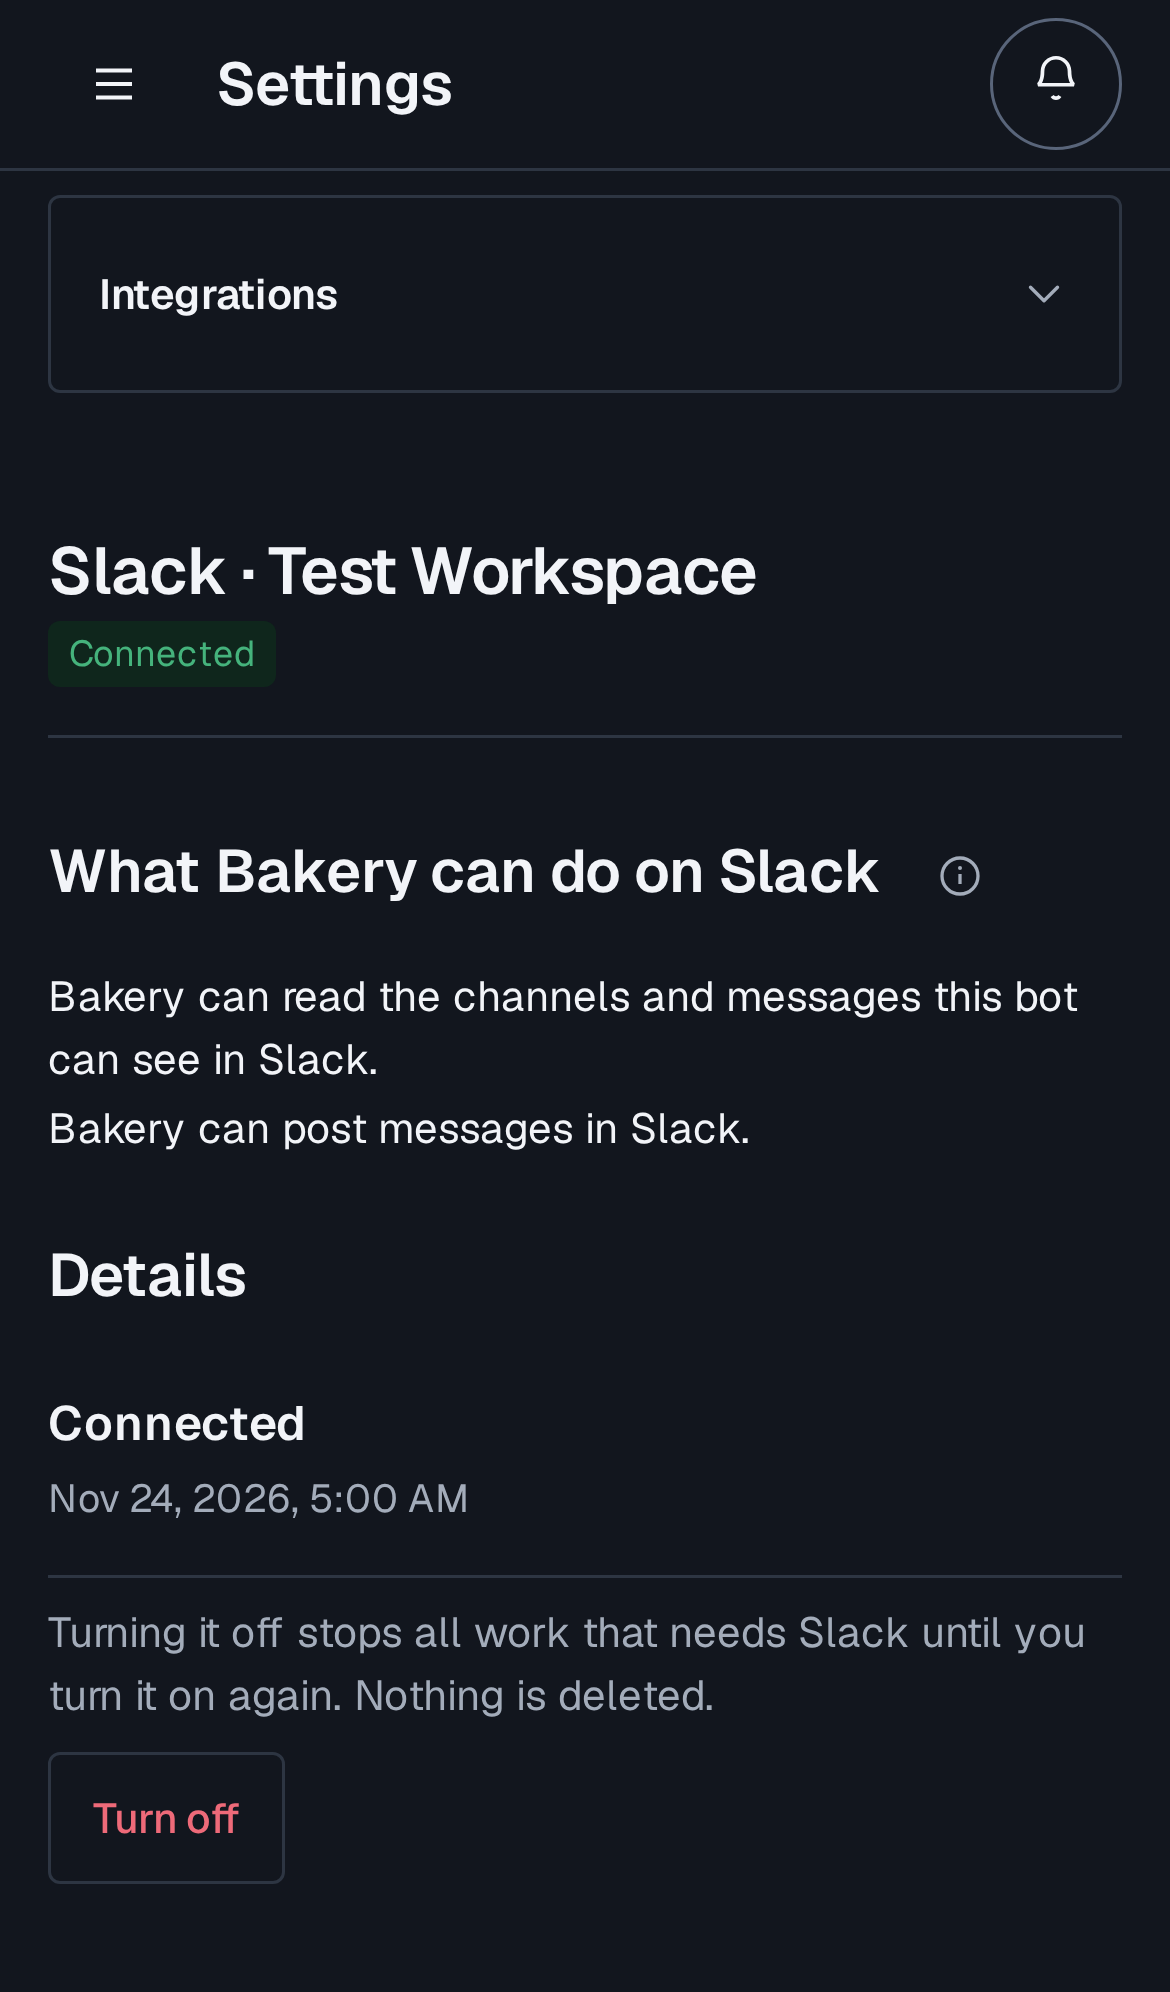 Settings
Integrations
Slack · Test Workspace
Connected
What Bakery can do on Slack
Bakery can read the channels and messages this bot
can see in Slack.
Bakery can post messages in Slack.
Details
Connected
Nov 24, 2026, 5:00 AM
Turning it off stops all work that needs Slack until you
turn it on again. Nothing is deleted.
Turn off